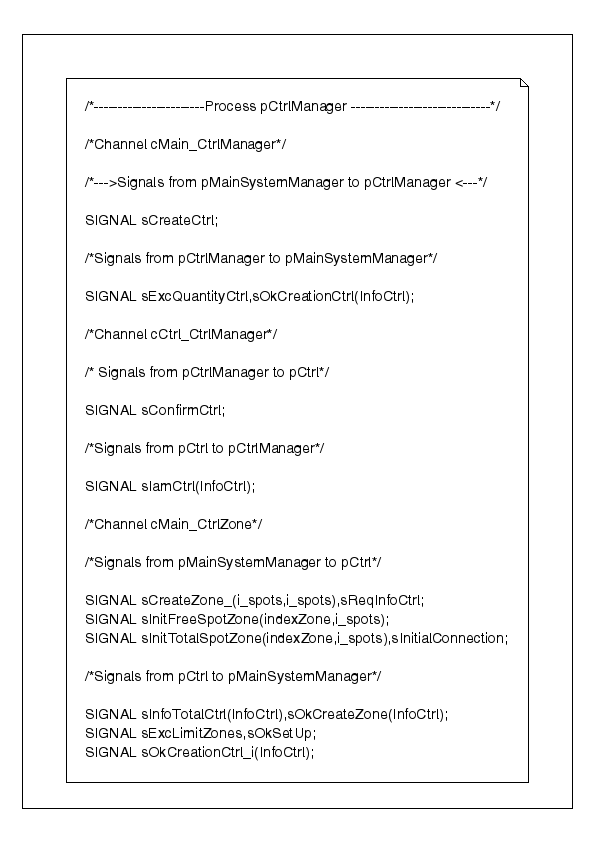 /*-----------------------Process pCtrlManager -----------------------------*/
/*Channel cMain_CtrlManager*/
/*--->Signals from pMainSystemManager to pCtrlManager <---*/
SIGNAL sCreateCtrl;
/*Signals from pCtrlManager to pMainSystemManager*/
SIGNAL sExcQuantityCtrl,sOkCreationCtrl(InfoCtrl);
/*Channel cCtrl_CtrlManager*/
/* Signals from pCtrlManager to pCtrl*/
SIGNAL sConfirmCtrl;
/*Signals from pCtrl to pCtrlManager*/
SIGNAL sIamCtrl(InfoCtrl);
/*Channel cMain_CtrlZone*/
/*Signals from pMainSystemManager to pCtrl*/
SIGNAL sCreateZone_(i_spots,i_spots),sReqInfoCtrl;
SIGNAL sInitFreeSpotZone(indexZone,i_spots);
SIGNAL sInitTotalSpotZone(indexZone,i_spots),sInitialConnection;
/*Signals from pCtrl to pMainSystemManager*/
SIGNAL sInfoTotalCtrl(InfoCtrl),sOkCreateZone(InfoCtrl);
SIGNAL sExcLimitZones,sOkSetUp;
SIGNAL sOkCreationCtrl_i(InfoCtrl);